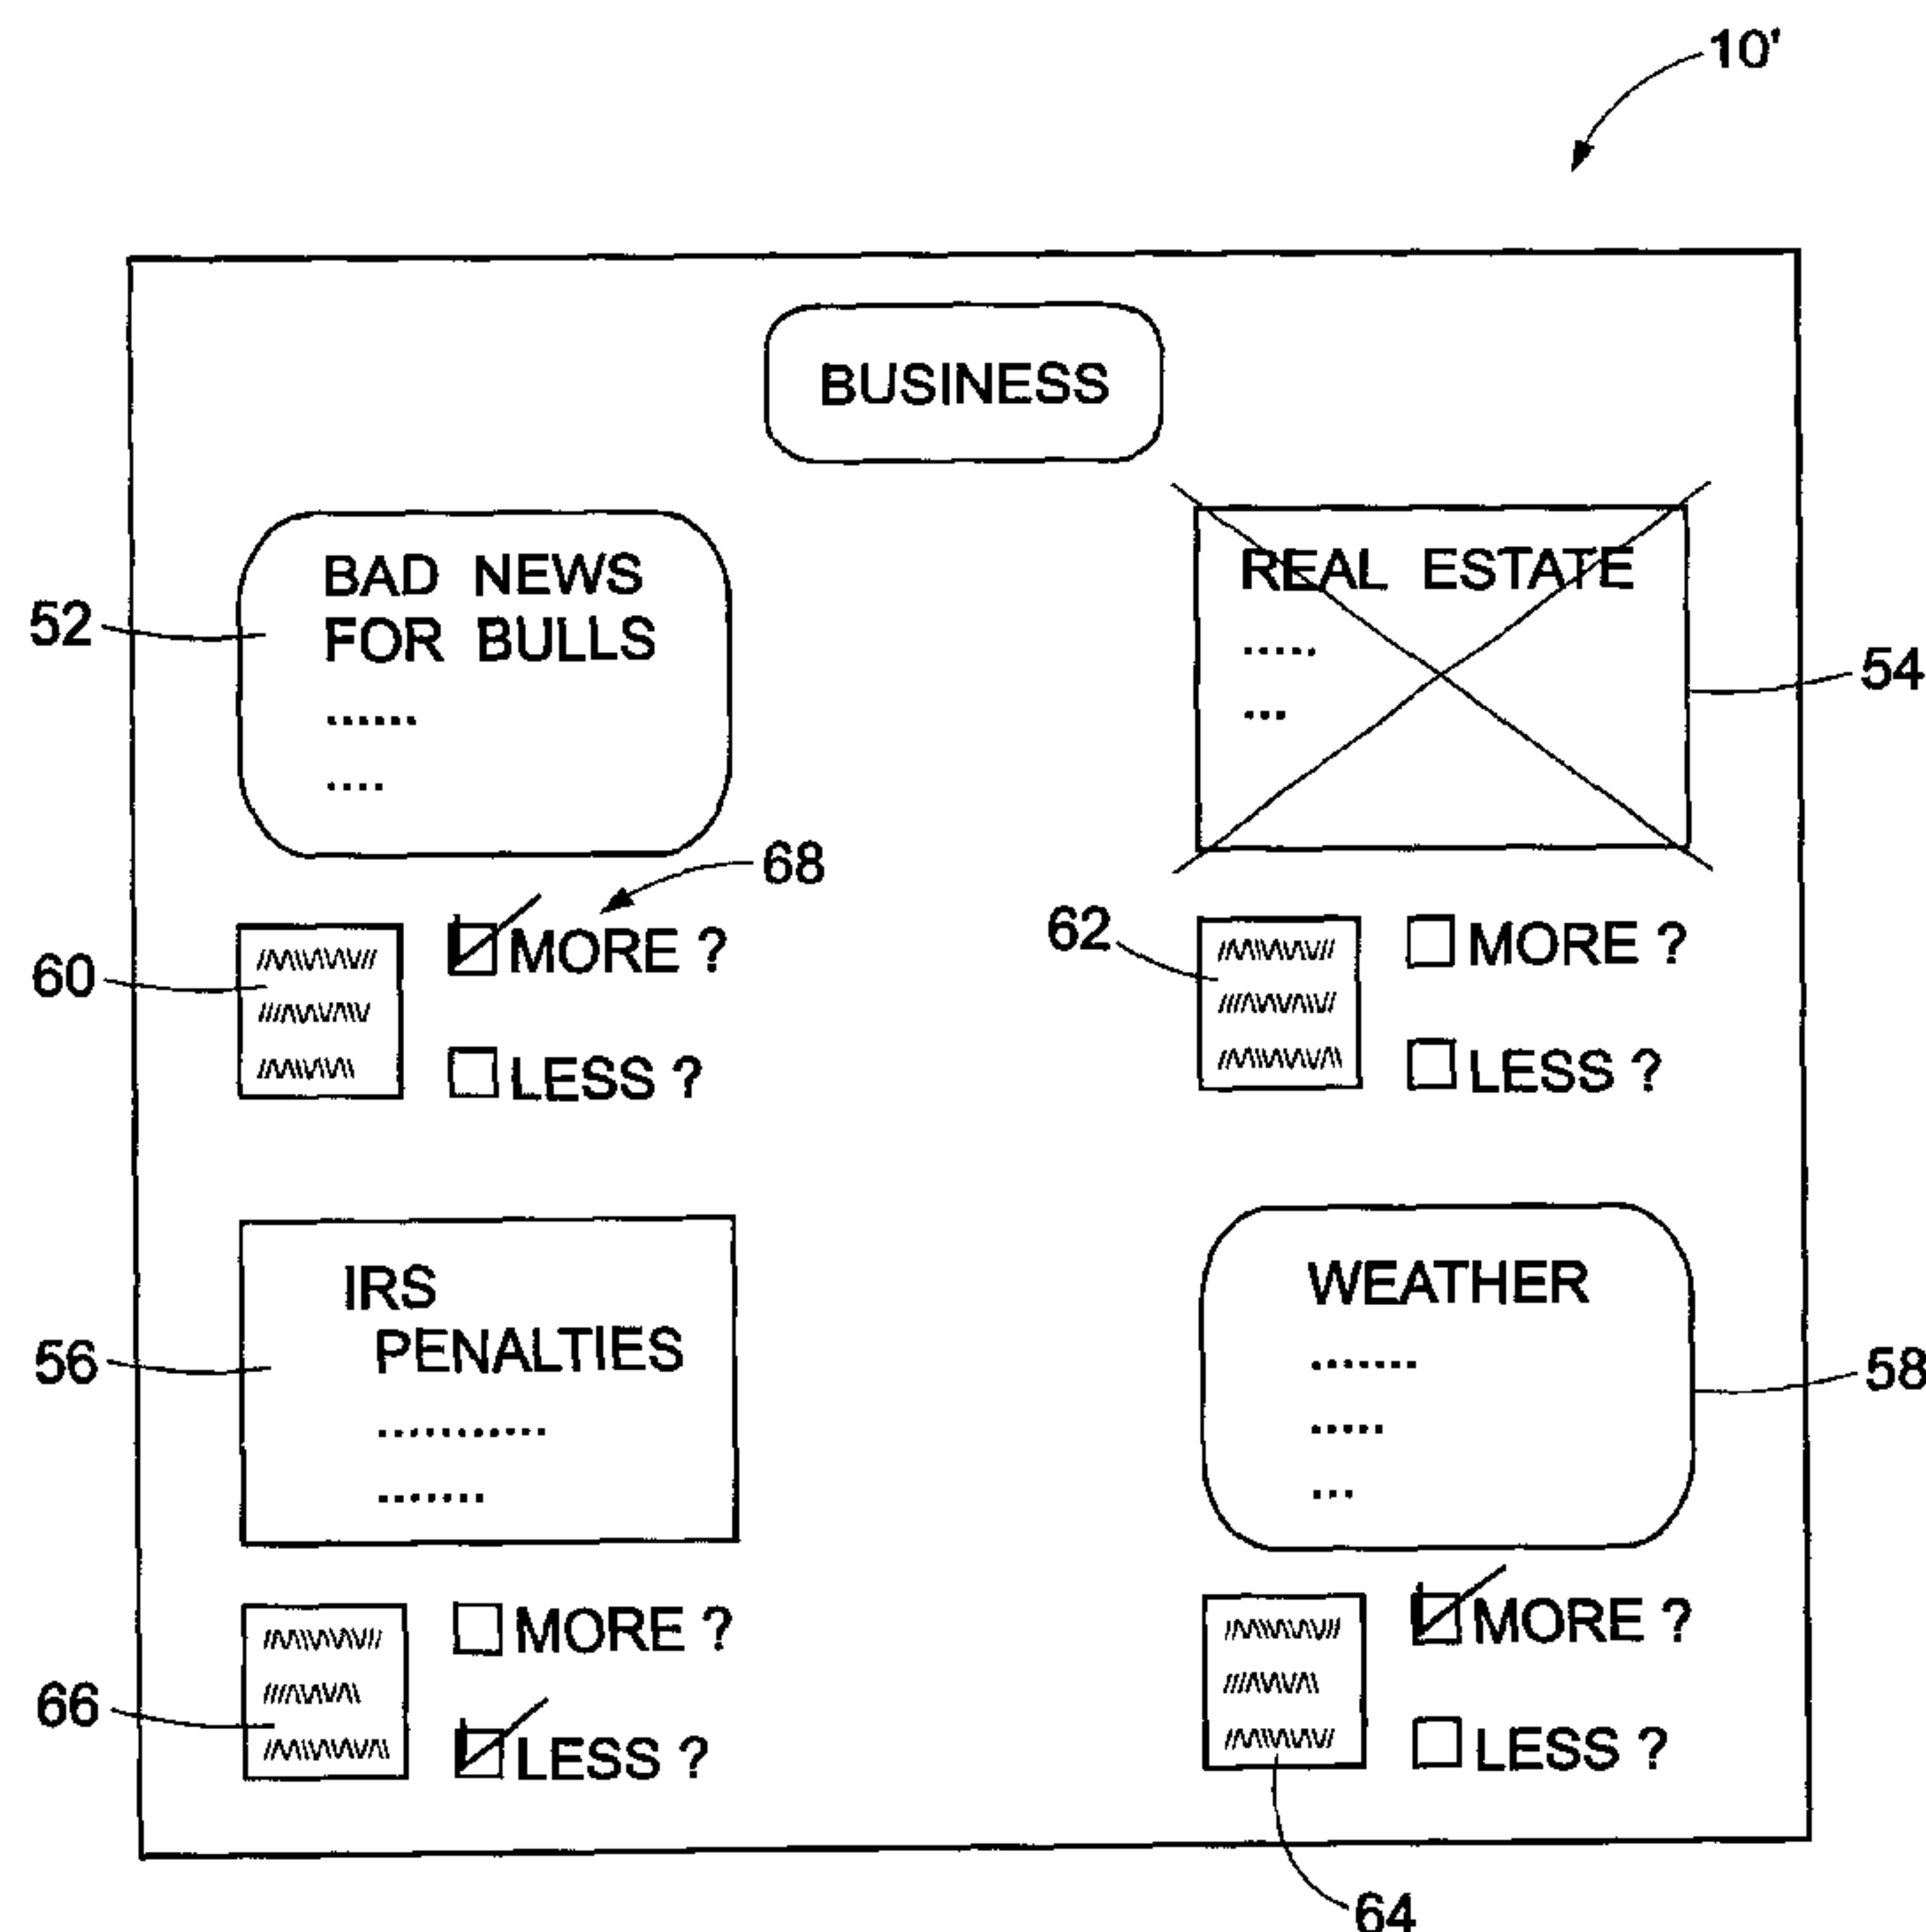 10'
BUSINESS
BAD NEWS
FOR BULLS
......
....
52
REAL ESTATE
.....
...
54
68
60
MORE ?
LESS ?
62
MORE ?
LESS ?
IRS
PENALTIES
...........
.......
56
WEATHER
.......
.....
...
58
66
MORE ?
LESS ?
MORE ?
LESS ?
64